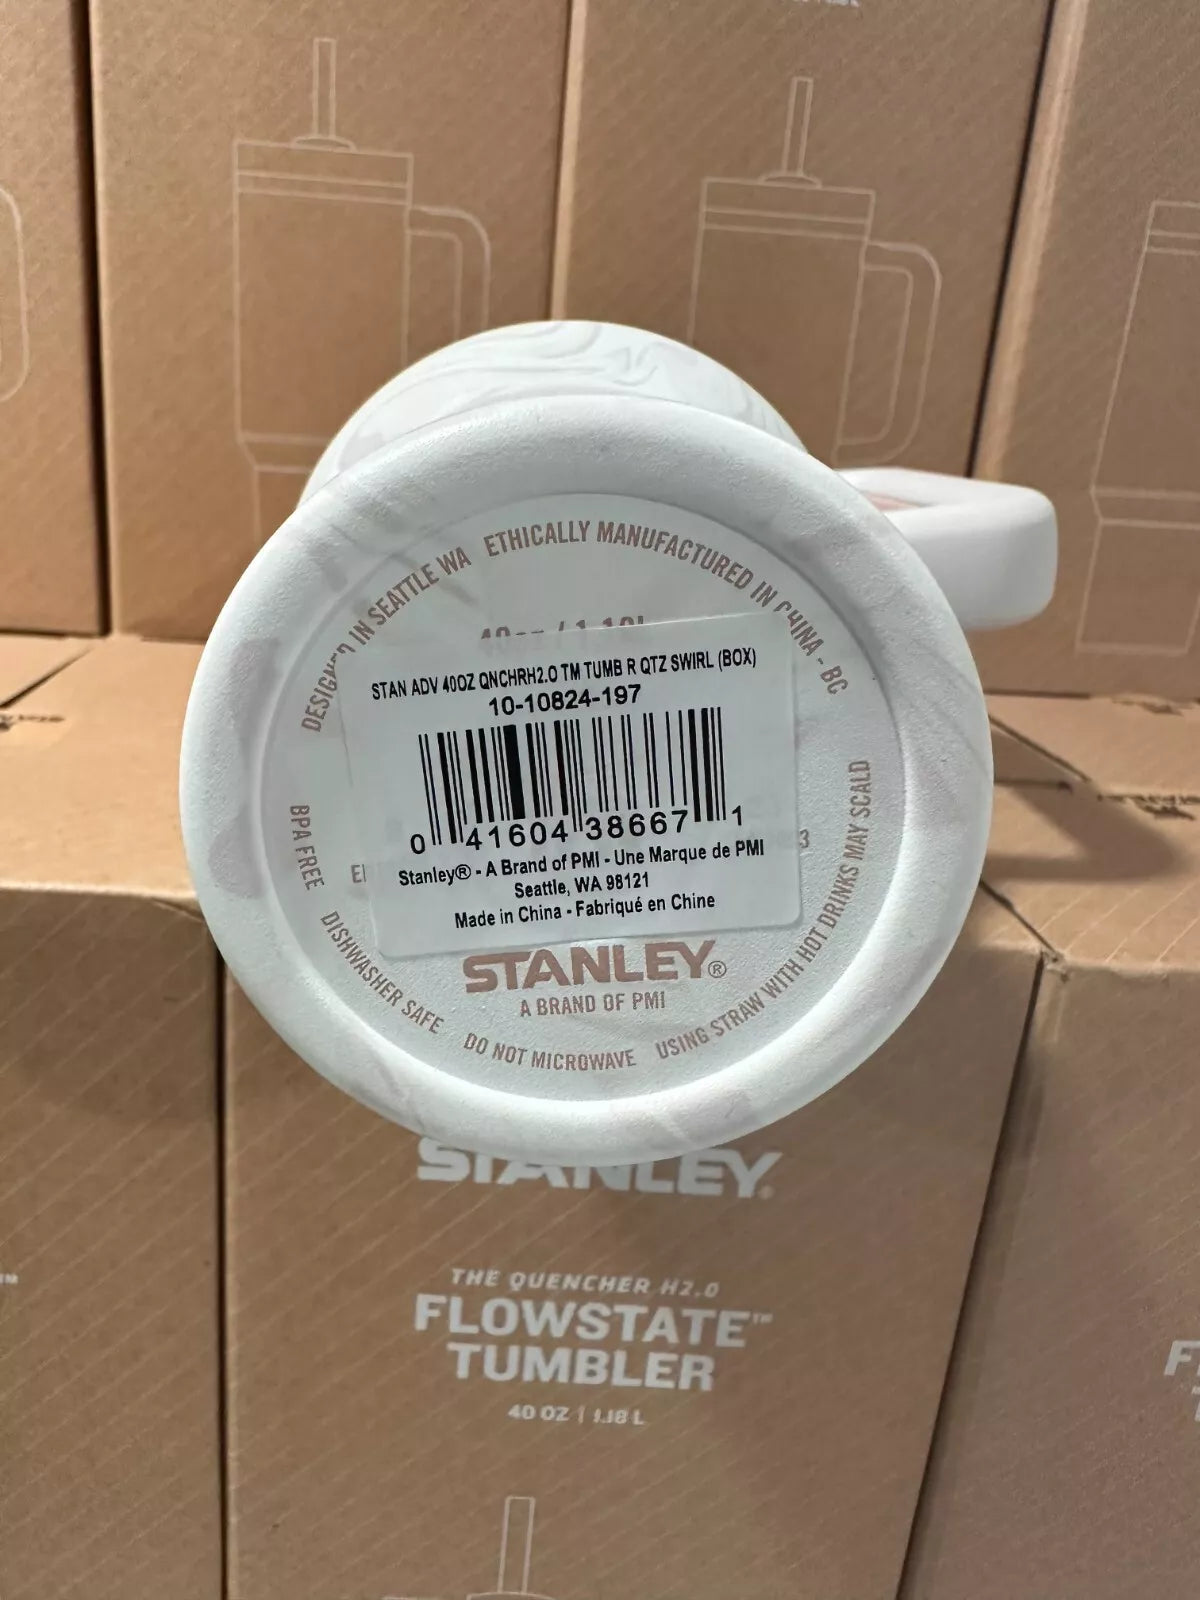 DESIGNED IN SEATTLE WA
ETHICALLY MANUFACTURED IN CHINA - BC
STAN ADV 40OZ QNCHRH2.O TM TUMB R QTZ SWIRL (BOX)
10-10824-197
0 41604 38667 1
Stanley® - A Brand of PMI - Une Marque de PMI
Seattle, WA 98121
Made in China - Fabriqué en Chine
STANLEY®
A BRAND OF PMI
BPA FREE
DISHWASHER SAFE
DO NOT MICROWAVE
USING STRAW WITH HOT DRINKS MAY SCALD
STANLEY®
THE QUENCHER H2.0
FLOWSTATE™
TUMBLER
40 OZ | 1.18 L